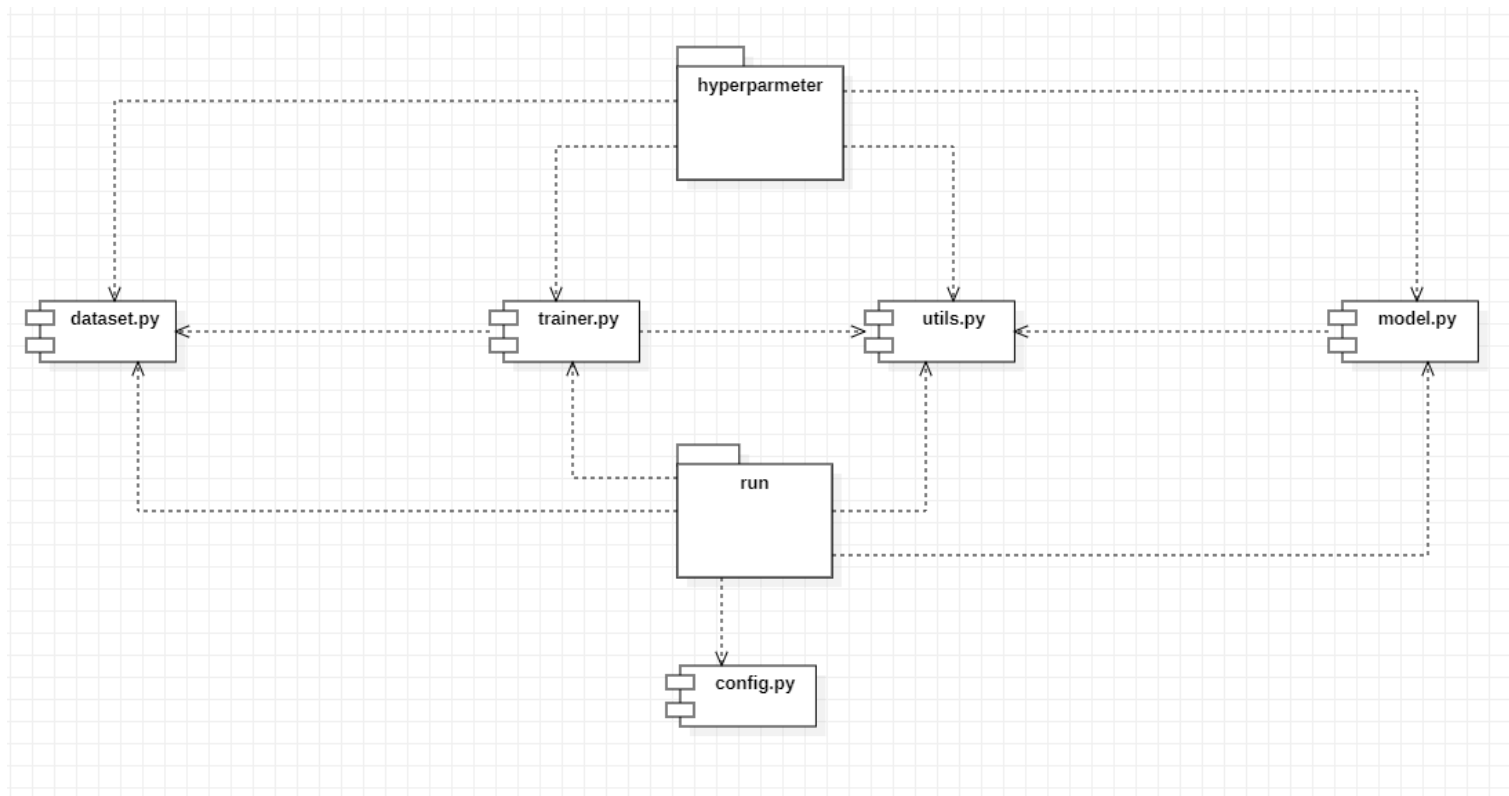 hyperparmeter
dataset.py
trainer.py
utils.py
model.py
run
config.py